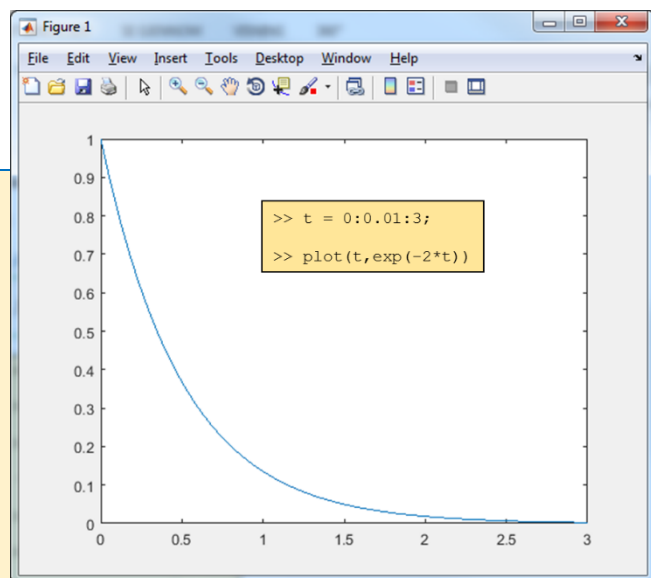 Figure 1
File Edit View Insert Tools Desktop Window Help
1
0.9
0.8
>> t = 0:0.01:3;
0.7
>> plot(t,exp(-2*t))
0.6
0.5
0.4
0.3
0.2
0.1
0
0 0.5 1 1.5 2 2.5 3